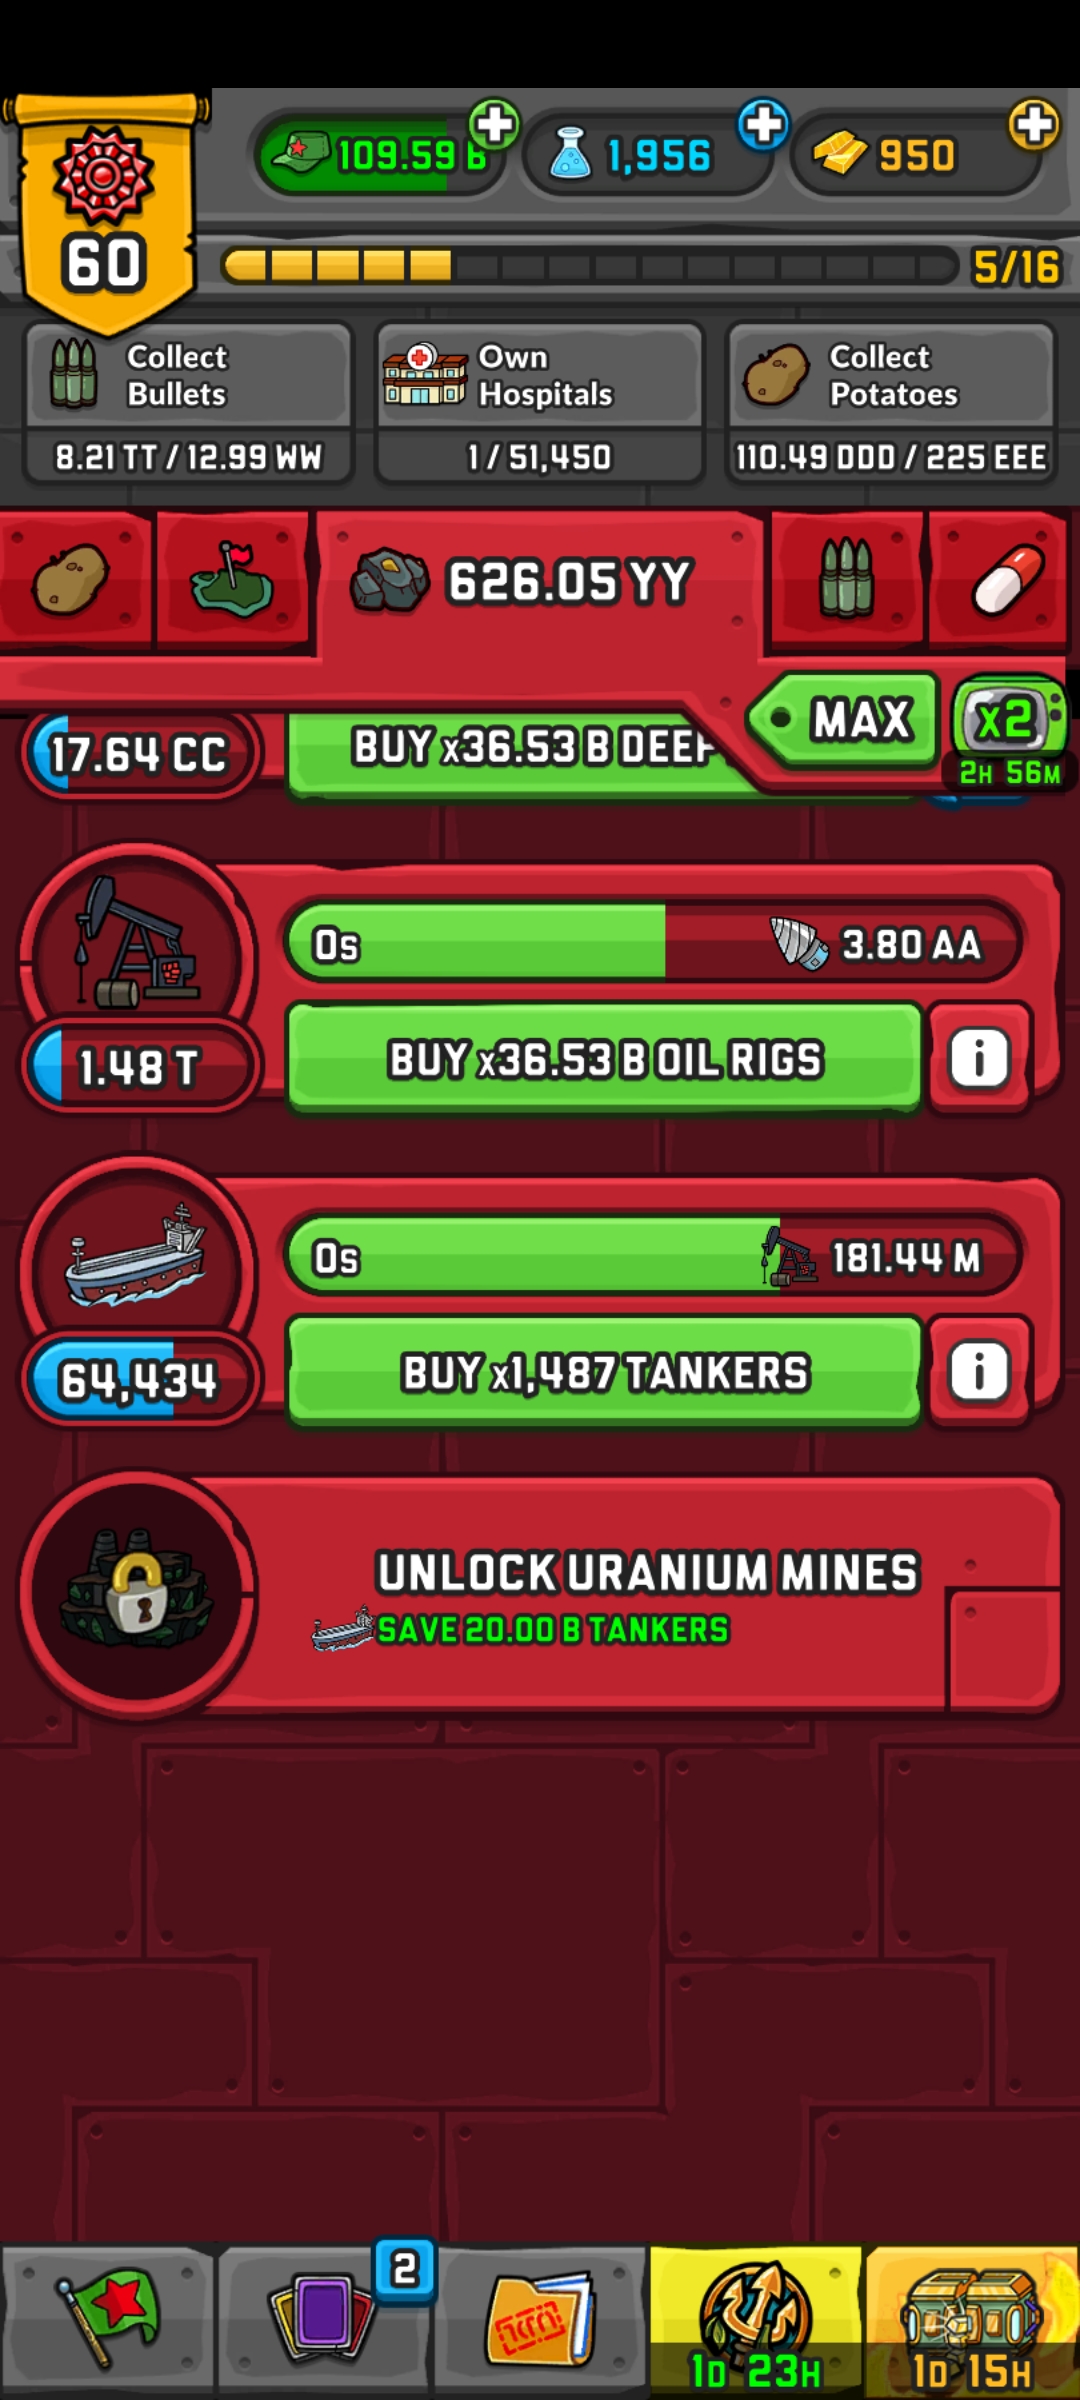 109.59 B
1,956
950
60
5/16
Collect
Bullets
8.21 TT / 12.99 WW
Own
Hospitals
1 / 51,450
Collect
Potatoes
110.49 DDD / 225 EEE
626.05 YY
MAX
x2
2H 56M
17.64 CC
BUY x36.53 B DEEP
0s
3.80 AA
1.48 T
BUY x36.53 B OIL RIGS
i
0s
181.44 M
64,434
BUY x1,487 TANKERS
i
UNLOCK URANIUM MINES
SAVE 20.00 B TANKERS
2
1D 23H
1D 15H